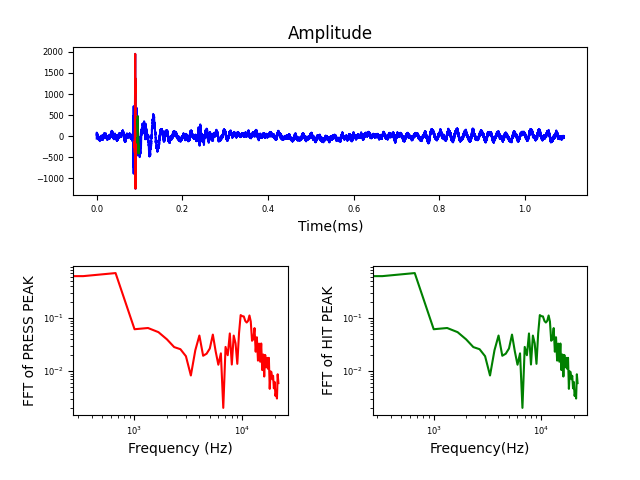 Amplitude
2000
1500
1000
500
0
−500
−1000
0.0 0.2 0.4 0.6 0.8 1.0
Time(ms)
FFT of PRESS PEAK
10⁻¹
10⁻²
10³ 10⁴
Frequency (Hz)
FFT of HIT PEAK
10⁻¹
10⁻²
10³ 10⁴
Frequency(Hz)